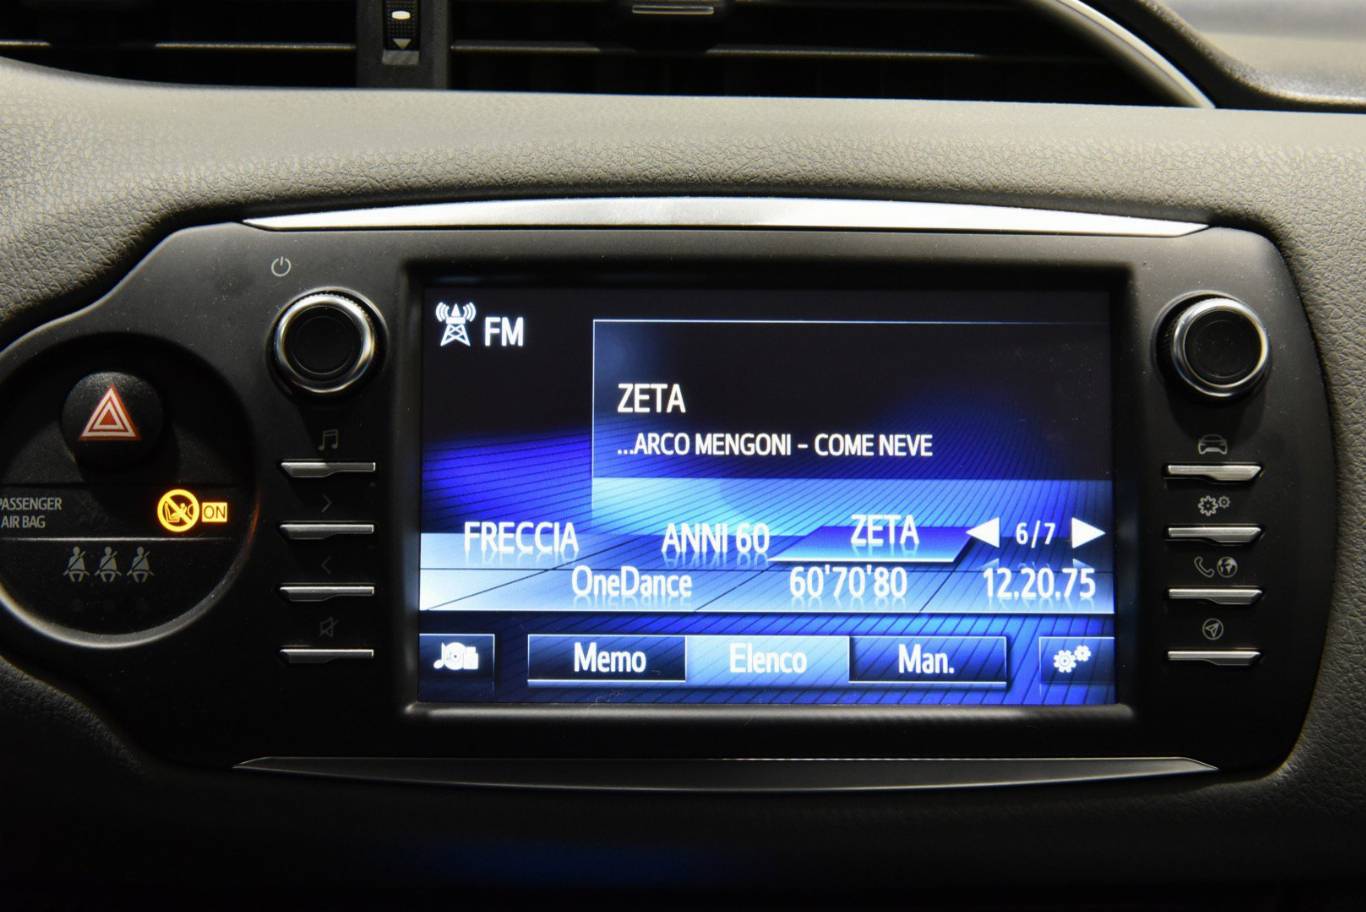 FM
ZETA
...ARCO MENGONI - COME NEVE
FRECCIA ANNI 60 ZETA 6/7
OneDance 60'70'80 12.20.75
Memo Elenco Man.
PASSENGER
AIR BAG
ON